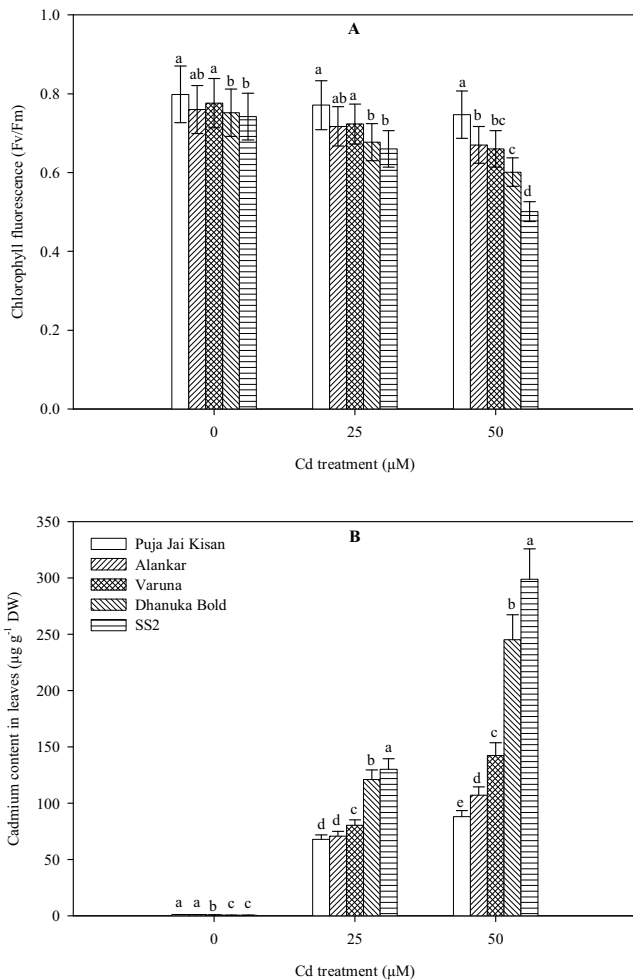 A
1.0
0.8
0.6
0.4
0.2
0.0
Chlorophyll fluorescence (Fv/Fm)
a ab a b b
a ab a b b
a b bc c d
0 25 50
Cd treatment (µM)
B
350
300
250
200
150
100
50
0
Cadmium content in leaves (µg g⁻¹ DW)
Puja Jai Kisan
Alankar
Varuna
Dhanuka Bold
SS2
a a b c c
d d c b a
e d c b a
0 25 50
Cd treatment (µM)